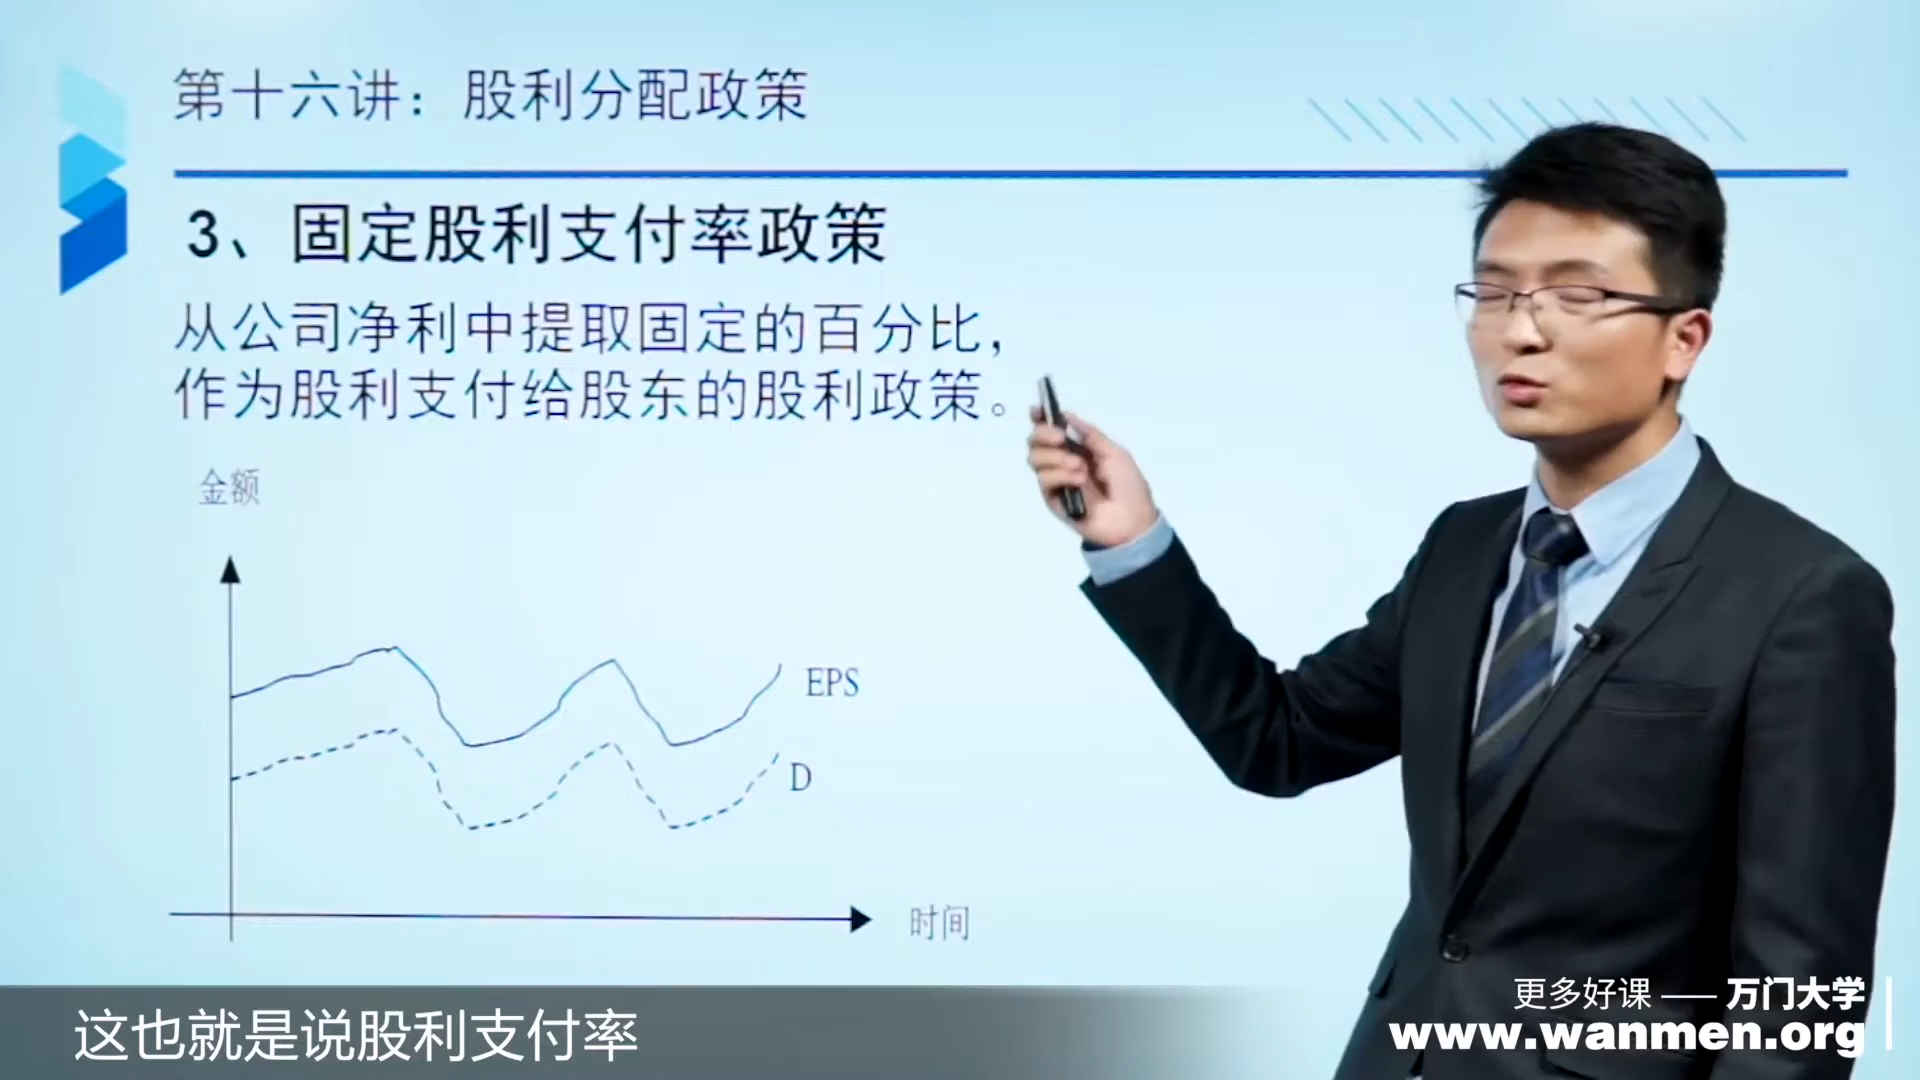 第十六讲：股利分配政策
3、固定股利支付率政策
从公司净利中提取固定的百分比，
作为股利支付给股东的股利政策。
金额
EPS
D
时间
这也就是说股利支付率
更多好课 —— 万门大学
www.wanmen.org